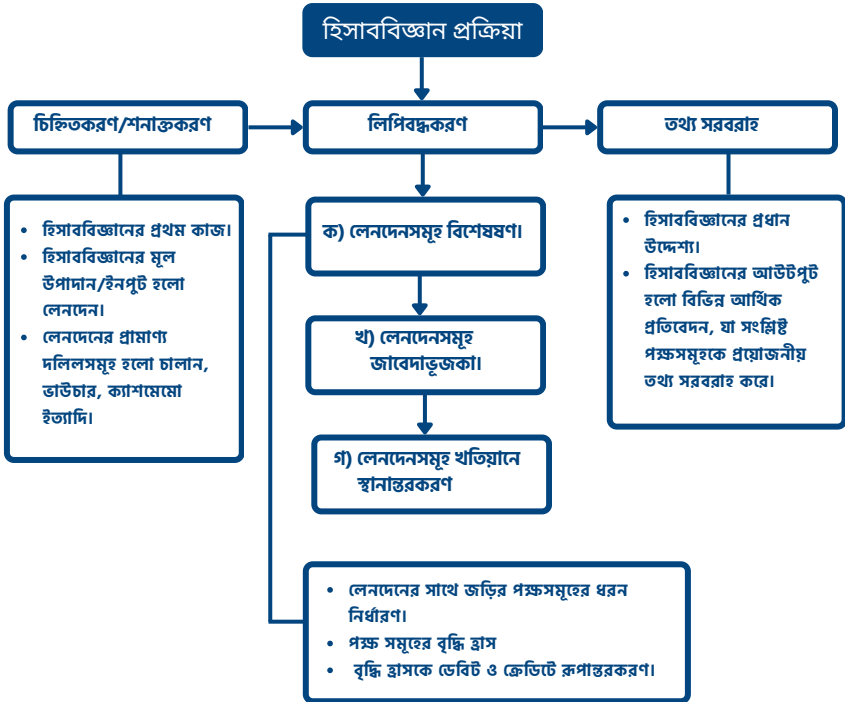 হিসাববিজ্ঞান প্রক্রিয়া
চিহ্নিতকরণ/শনাক্তকরণ
লিপিবদ্ধকরণ
তথ্য সরবরাহ
• হিসাববিজ্ঞানের প্রথম কাজ।
• হিসাববিজ্ঞানের মূল
উপাদান/ইনপুট হলো
লেনদেন।
• লেনদেনের প্রামাণ্য
দলিলসমূহ হলো চালান,
ভাউচার, ক্যাশমেমো
ইত্যাদি।
ক) লেনদেনসমূহ বিশেষষণ।
খ) লেনদেনসমূহ
জাবেদাভূজকা।
গ) লেনদেনসমূহ খতিয়ানে
স্থানান্তরকরণ
• লেনদেনের সাথে জড়ির পক্ষসমূহের ধরন
নির্ধারণ।
• পক্ষ সমূহের বৃদ্ধি হ্রাস
• বৃদ্ধি হ্রাসকে ডেবিট ও ক্রেডিটে রূপান্তরকরণ।
• হিসাববিজ্ঞানের প্রধান
উদ্দেশ্য।
• হিসাববিজ্ঞানের আউটপুট
হলো বিভিন্ন আর্থিক
প্রতিবেদন, যা সংশ্লিষ্ট
পক্ষসমূহকে প্রয়োজনীয়
তথ্য সরবরাহ করে।